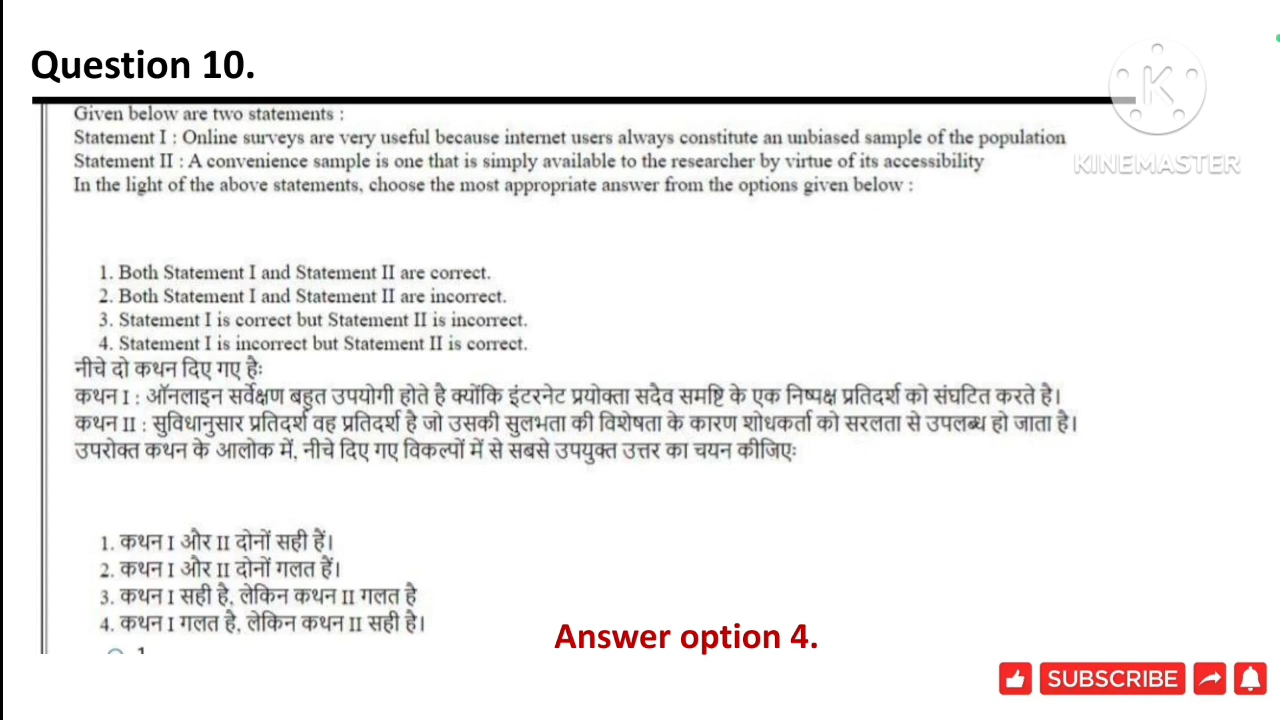 Question 10.
KINEMASTER
Given below are two statements :
Statement I : Online surveys are very useful because internet users always constitute an unbiased sample of the population
Statement II : A convenience sample is one that is simply available to the researcher by virtue of its accessibility
In the light of the above statements, choose the most appropriate answer from the options given below :
1. Both Statement I and Statement II are correct.
2. Both Statement I and Statement II are incorrect.
3. Statement I is correct but Statement II is incorrect.
4. Statement I is incorrect but Statement II is correct.
नीचे दो कथन दिए गए है:
कथन I : ऑनलाइन सर्वेक्षण बहुत उपयोगी होते है क्योंकि इंटरनेट प्रयोक्ता सदैव समष्टि के एक निष्पक्ष प्रतिदर्श को संघटित करते है।
कथन II : सुविधानुसार प्रतिदर्श वह प्रतिदर्श है जो उसकी सुलभता की विशेषता के कारण शोधकर्ता को सरलता से उपलब्ध हो जाता है।
उपरोक्त कथन के आलोक में, नीचे दिए गए विकल्पों में से सबसे उपयुक्त उत्तर का चयन कीजिए:
1. कथन I और II दोनों सही हैं।
2. कथन I और II दोनों गलत हैं।
3. कथन I सही है, लेकिन कथन II गलत है
4. कथन I गलत है, लेकिन कथन II सही है।
Answer option 4.
SUBSCRIBE